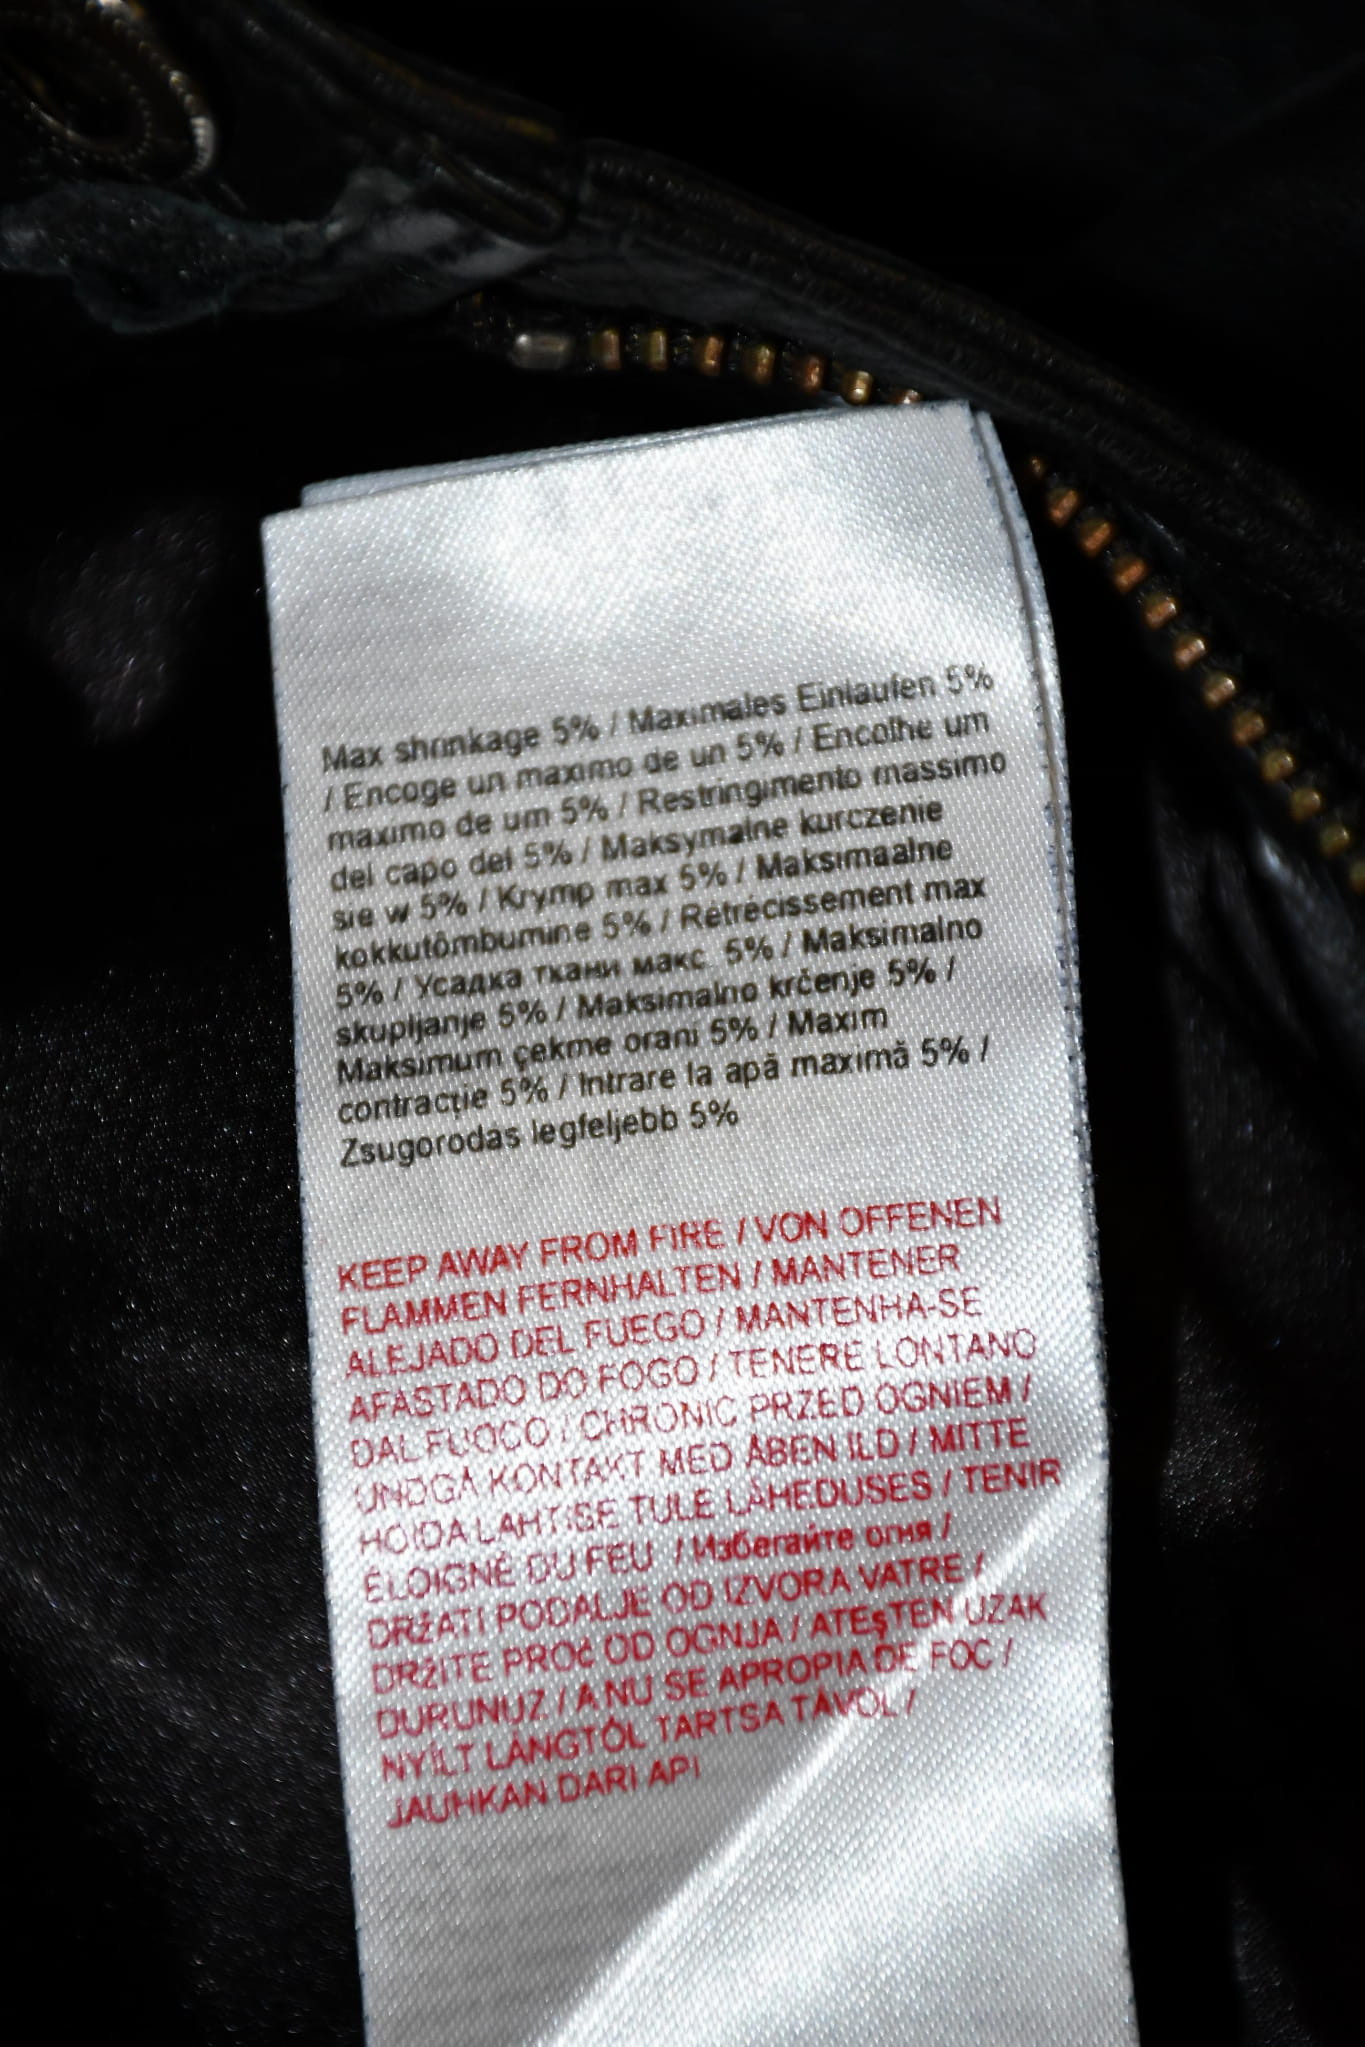 Max shrinkage 5% / Maximales Einlaufen 5%
/ Encoge un maximo de un 5% / Encolhe um
maximo de um 5% / Restringimento massimo
del capo del 5% / Maksymalne kurczenie
sie w 5% / Krymp max 5% / Maksimaalne
kokkutõmbumine 5% / Rétrécissement max
5% / Усадка ткани макс. 5% / Maksimalno
skupljanje 5% / Maksimalno krčenje 5% /
Maksimum çekme oranı 5% / Maxim
contracție 5% / Intrare la apă maximă 5% /
Zsugorodas legfeljebb 5%
KEEP AWAY FROM FIRE / VON OFFENEN
FLAMMEN FERNHALTEN / MANTENER
ALEJADO DEL FUEGO / MANTENHA-SE
AFASTADO DO FOGO / TENERE LONTANO
DAL FUOCO / CHRONIC PRZED OGNIEM /
UNDGÅ KONTAKT MED ÅBEN ILD / MITTE
HOIDA LAHTISE TULE LÄHEDUSES / TENIR
ÉLOIGNÉ DU FEU / Избегайте огня /
DRžATI PODALJE OD IZVORA VATRE /
DRžITE PROč OD OGNJA / ATEşTEN UZAK
DURUNUZ / A NU SE APROPIA DE FOC /
NYÍLT LÁNGTÓL TARTSA TÁVOL /
JAUHKAN DARI API